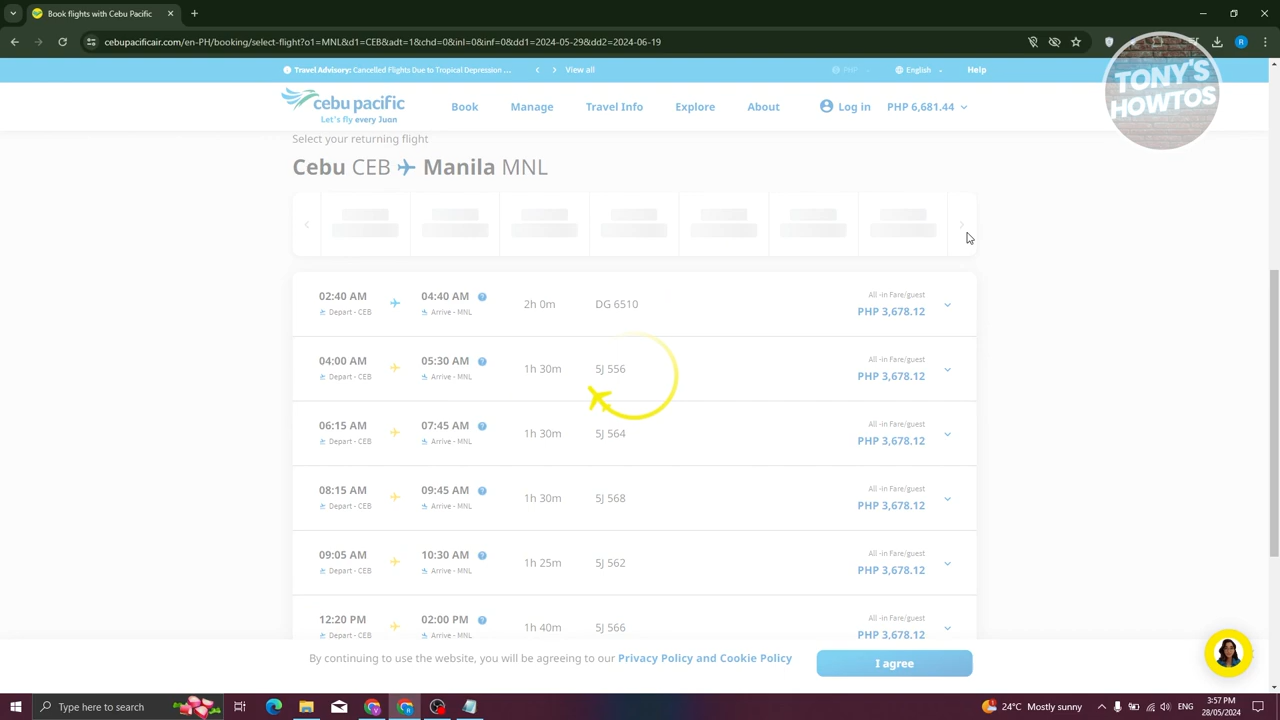 Book flights with Cebu Pacific
cebupacificair.com/en-PH/booking/select-flight?o1=MNL&d1=CEB&adt=1&chd=0&inl=0&inf=0&dd1=2024-05-29&dd2=2024-06-19
TONY'S
HOWTOS
Travel Advisory: Cancelled Flights Due to Tropical Depression ...
View all
PHP
English
Help
cebu pacific
Let's fly every Juan
Book
Manage
Travel Info
Explore
About
Log in
PHP 6,681.44
Select your returning flight
Cebu CEB Manila MNL
02:40 AM 04:40 AM 2h 0m DG 6510 All -in Fare/guest
Depart - CEB Arrive - MNL PHP 3,678.12
04:00 AM 05:30 AM 1h 30m 5J 556 All -in Fare/guest
Depart - CEB Arrive - MNL PHP 3,678.12
06:15 AM 07:45 AM 1h 30m 5J 564 All -in Fare/guest
Depart - CEB Arrive - MNL PHP 3,678.12
08:15 AM 09:45 AM 1h 30m 5J 568 All -in Fare/guest
Depart - CEB Arrive - MNL PHP 3,678.12
09:05 AM 10:30 AM 1h 25m 5J 562 All -in Fare/guest
Depart - CEB Arrive - MNL PHP 3,678.12
12:20 PM 02:00 PM 1h 40m 5J 566 All -in Fare/guest
Depart - CEB Arrive - MNL PHP 3,678.12
By continuing to use the website, you will be agreeing to our Privacy Policy and Cookie Policy
I agree
Type here to search
24°C Mostly sunny
3:57 PM
28/05/2024